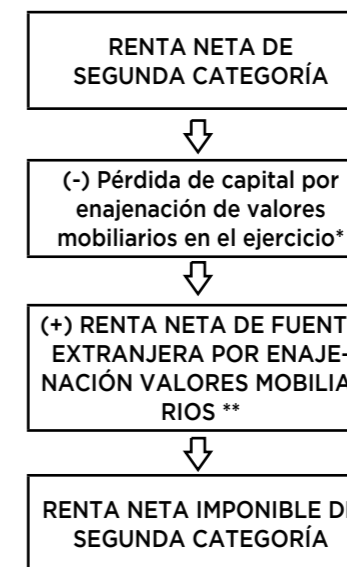 RENTA NETA DE
SEGUNDA CATEGORÍA
(-) Pérdida de capital por
enajenación de valores
mobiliarios en el ejercicio*
(+) RENTA NETA DE FUENT
EXTRANJERA POR ENAJE-
NACIÓN VALORES MOBILIA
RIOS **
RENTA NETA IMPONIBLE D
SEGUNDA CATEGORÍA